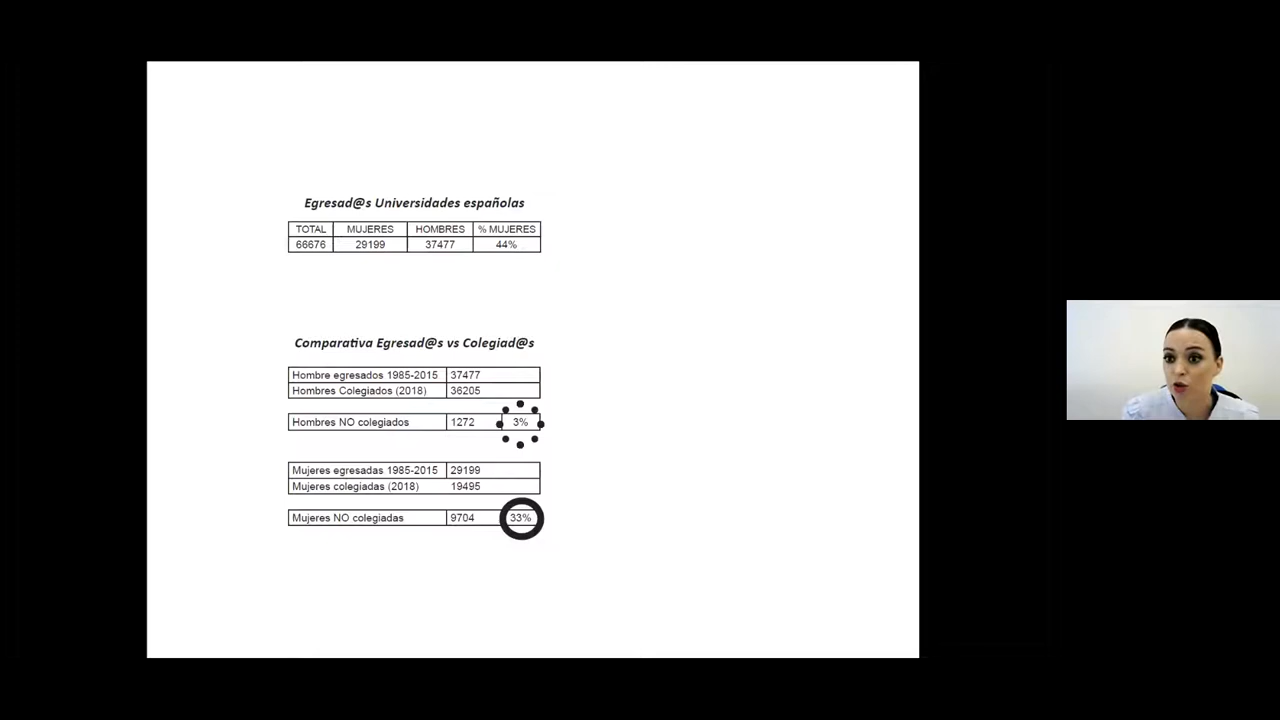 Egresad@s Universidades españolas
TOTAL MUJERES HOMBRES % MUJERES
66676 29199 37477 44%
Comparativa Egresad@s vs Colegiad@s
Hombre egresados 1985-2015 37477
Hombres Colegiados (2018) 36205
Hombres NO colegiados 1272 3%
Mujeres egresadas 1985-2015 29199
Mujeres colegiadas (2018) 19495
Mujeres NO colegiadas 9704 33%